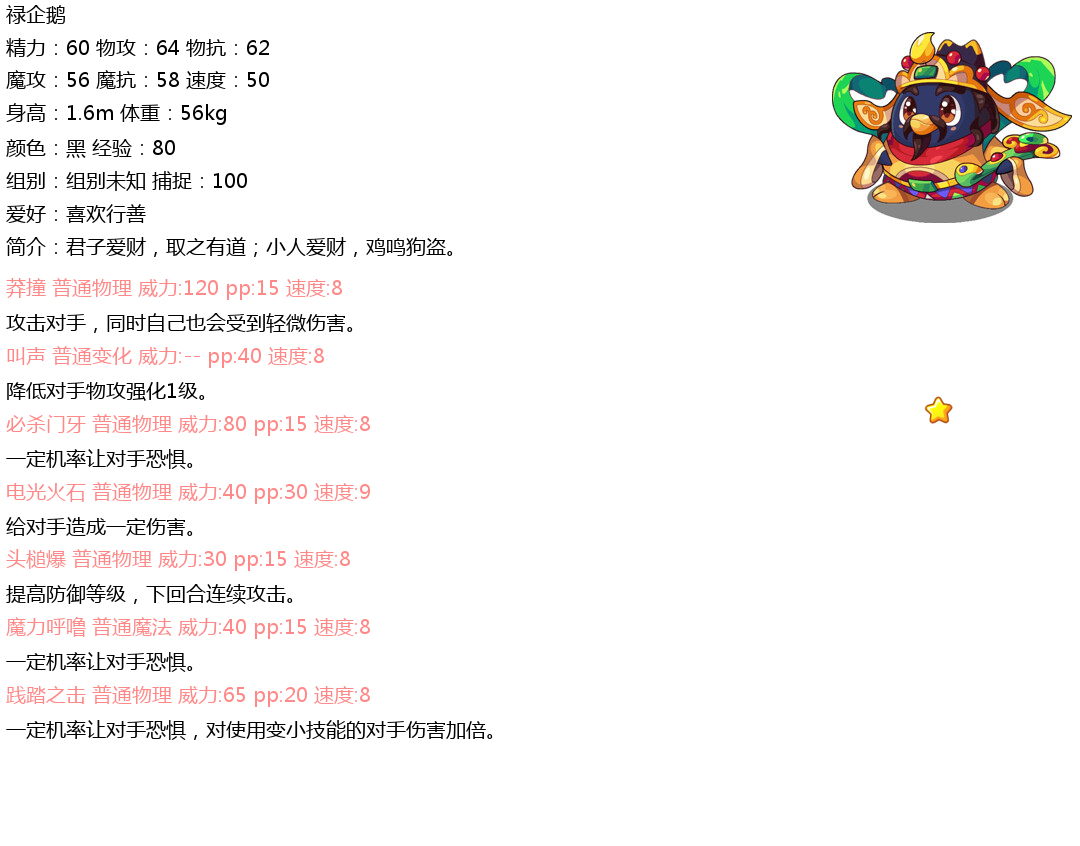 禄企鹅
精力：60 物攻：64 物抗：62
魔攻：56 魔抗：58 速度：50
身高：1.6m 体重：56kg
颜色：黑 经验：80
组别：组别未知 捕捉：100
爱好：喜欢行善
简介：君子爱财，取之有道；小人爱财，鸡鸣狗盗。
莽撞 普通物理 威力:120 pp:15 速度:8
攻击对手，同时自己也会受到轻微伤害。
叫声 普通变化 威力:-- pp:40 速度:8
降低对手物攻强化1级。
必杀门牙 普通物理 威力:80 pp:15 速度:8
一定机率让对手恐惧。
电光火石 普通物理 威力:40 pp:30 速度:9
给对手造成一定伤害。
头槌爆 普通物理 威力:30 pp:15 速度:8
提高防御等级，下回合连续攻击。
魔力呼噜 普通魔法 威力:40 pp:15 速度:8
一定机率让对手恐惧。
践踏之击 普通物理 威力:65 pp:20 速度:8
一定机率让对手恐惧，对使用变小技能的对手伤害加倍。